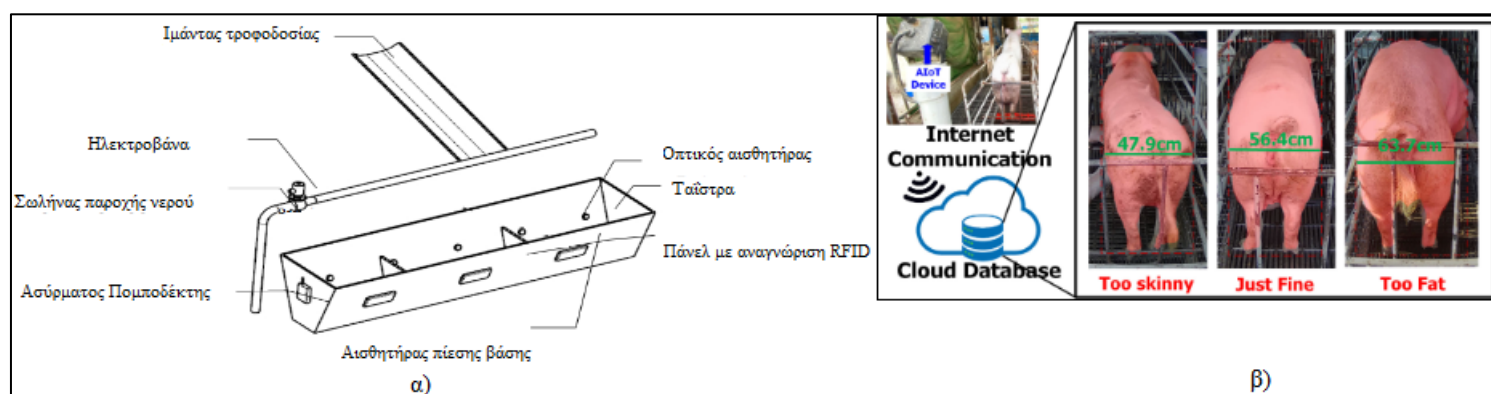 Ιμάντας τροφοδοσίας
Ηλεκτροβάνα
Σωλήνας παροχής νερού
Οπτικός αισθητήρας
Ταΐστρα
Πάνελ με αναγνώριση RFID
Ασύρματος Πομποδέκτης
Αισθητήρας πίεσης βάσης
α)
AIoT
Device
Internet
Communication
Cloud Database
47.9cm
56.4cm
63.7cm
Too skinny
Just Fine
Too Fat
β)